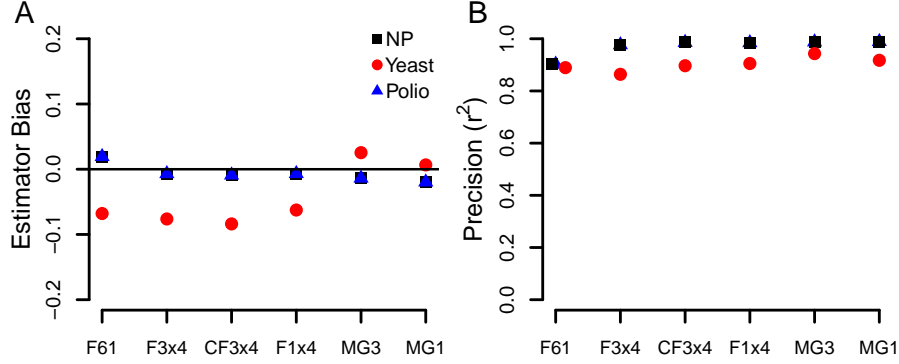 A
Estimator Bias
0.2
0.1
0.0
−0.1
−0.2
NP
Yeast
Polio
F61
F3x4
CF3x4
F1x4
MG3
MG1
B
Precision (r²)
1.0
0.8
0.6
0.4
0.2
0.0
F61
F3x4
CF3x4
F1x4
MG3
MG1